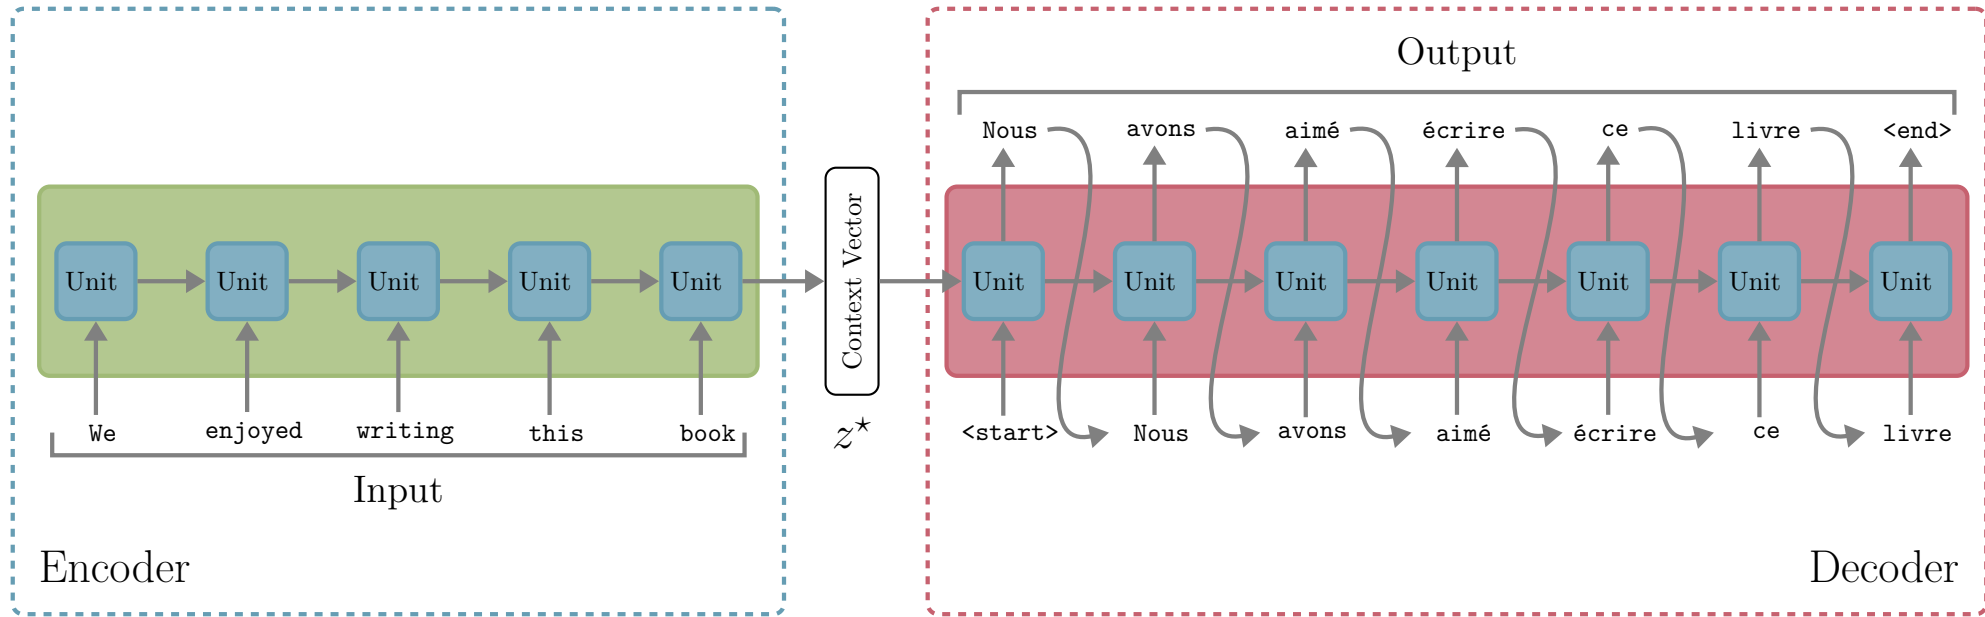 Output
Nous avons aimé écrire ce livre <end>
Unit Unit Unit Unit Unit
Context Vector
Unit Unit Unit Unit Unit Unit Unit
We enjoyed writing this book
z*
<start> Nous avons aimé écrire ce livre
Input
Encoder
Decoder